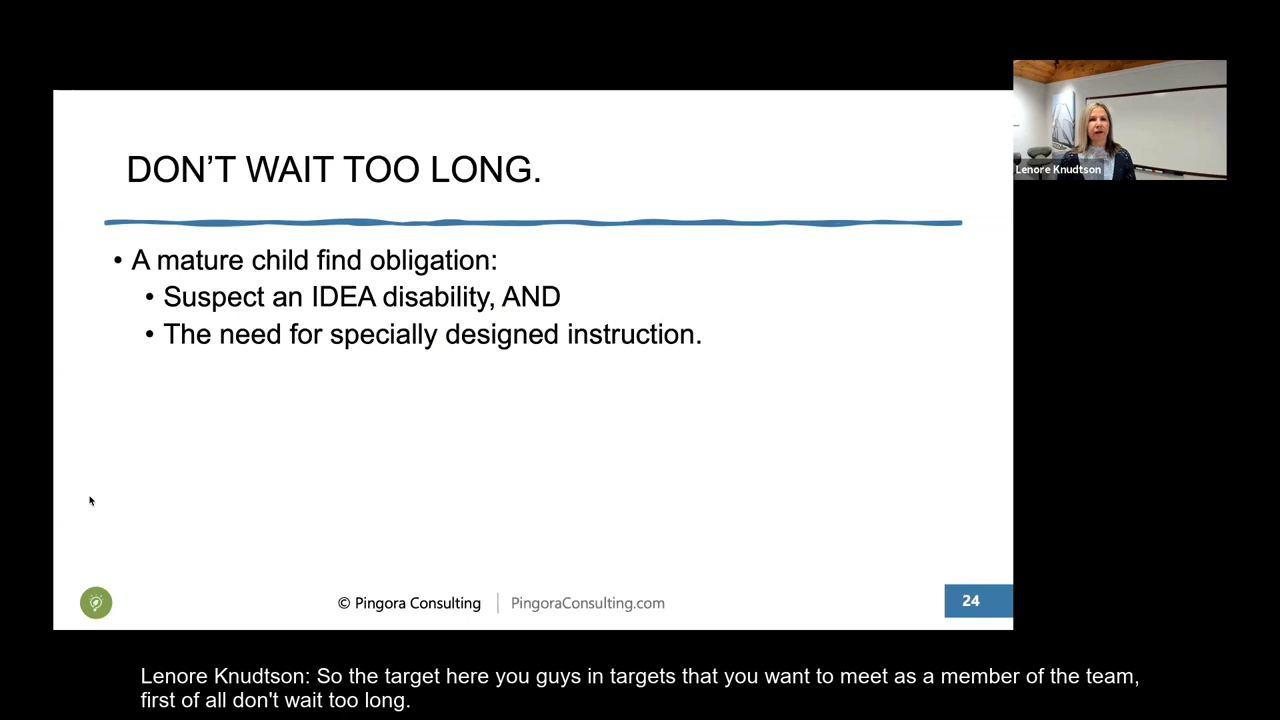 DON’T WAIT TOO LONG.
• A mature child find obligation:
• Suspect an IDEA disability, AND
• The need for specially designed instruction.
© Pingora Consulting | PingoraConsulting.com
24
Lenore Knudtson
Lenore Knudtson: So the target here you guys in targets that you want to meet as a member of the team,
first of all don't wait too long.